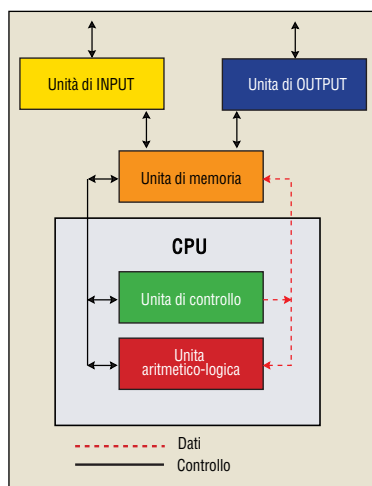 Unità di INPUT
Unita di OUTPUT
Unita di memoria
CPU
Unita di controllo
Unita
aritmetico-logica
Dati
Controllo